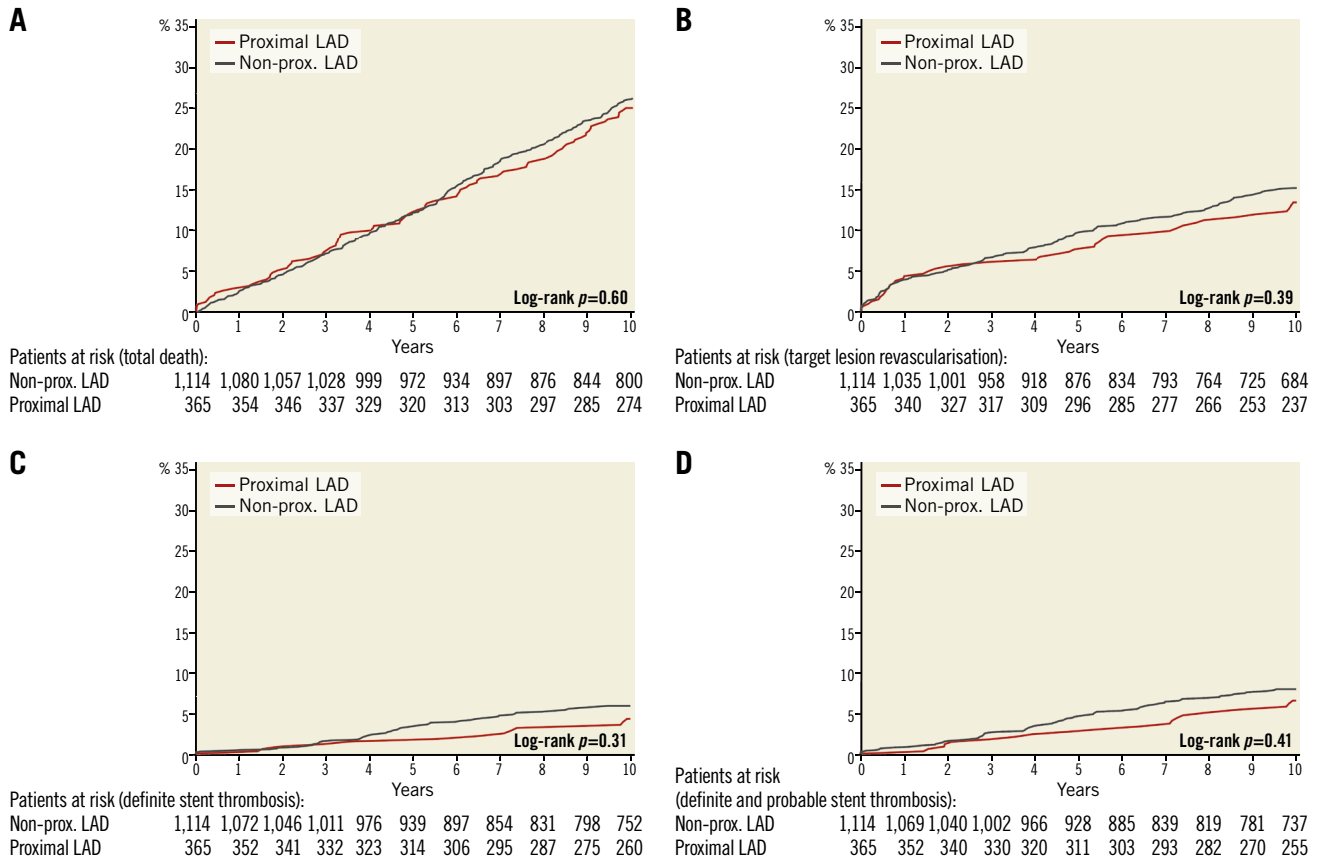 A
% 35
30
25
20
15
10
5
0
Proximal LAD
Non-prox. LAD
Log-rank p=0.60
0 1 2 3 4 5 6 7 8 9 10
Years
Patients at risk (total death):
Non-prox. LAD 1,114 1,080 1,057 1,028 999 972 934 897 876 844 800
Proximal LAD 365 354 346 337 329 320 313 303 297 285 274
B
% 35
30
25
20
15
10
5
0
Proximal LAD
Non-prox. LAD
Log-rank p=0.39
0 1 2 3 4 5 6 7 8 9 10
Years
Patients at risk (target lesion revascularisation):
Non-prox. LAD 1,114 1,035 1,001 958 918 876 834 793 764 725 684
Proximal LAD 365 340 327 317 309 296 285 277 266 253 237
C
% 35
30
25
20
15
10
5
0
Proximal LAD
Non-prox. LAD
Log-rank p=0.31
0 1 2 3 4 5 6 7 8 9 10
Years
Patients at risk (definite stent thrombosis):
Non-prox. LAD 1,114 1,072 1,046 1,011 976 939 897 854 831 798 752
Proximal LAD 365 352 341 332 323 314 306 295 287 275 260
D
% 35
30
25
20
15
10
5
0
Proximal LAD
Non-prox. LAD
Log-rank p=0.41
0 1 2 3 4 5 6 7 8 9 10
Years
Patients at risk
(definite and probable stent thrombosis):
Non-prox. LAD 1,114 1,069 1,040 1,002 966 928 885 839 819 781 737
Proximal LAD 365 352 340 330 320 311 303 293 282 270 255